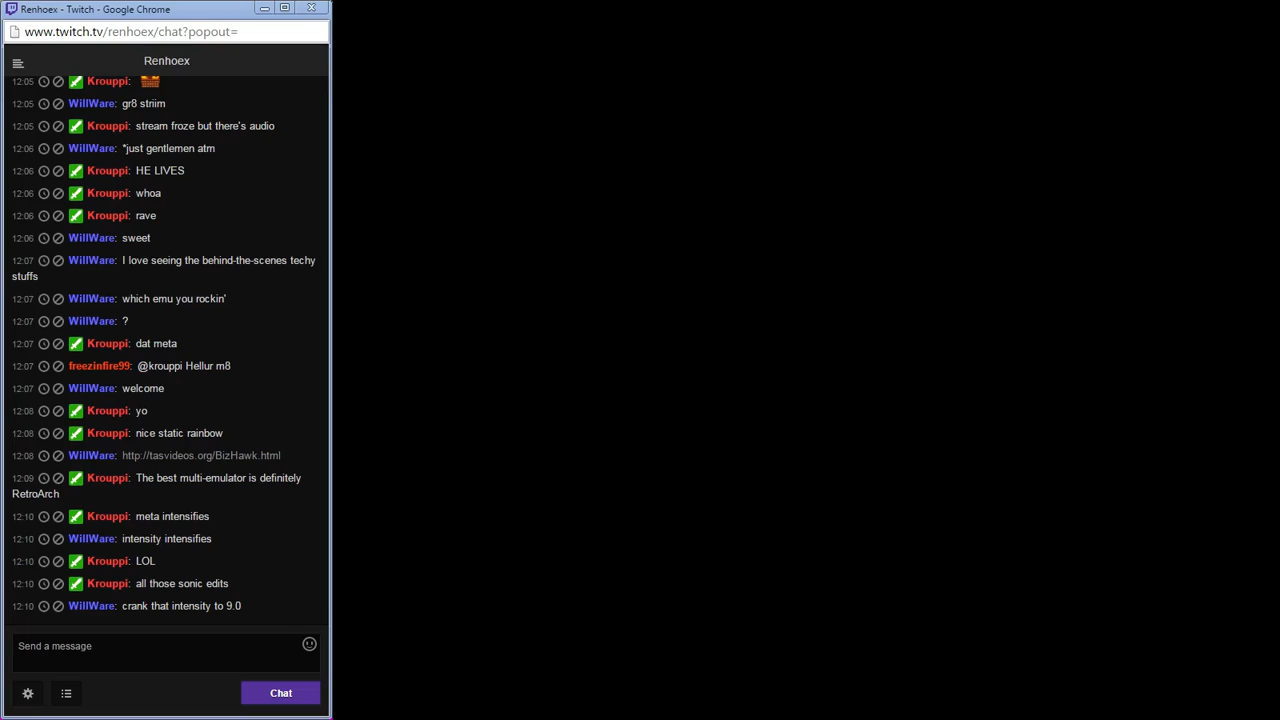 Renhoex - Twitch - Google Chrome
www.twitch.tv/renhoex/chat?popout=
Renhoex
12:05 Krouppi:
12:05 WillWare: gr8 striim
12:05 Krouppi: stream froze but there's audio
12:06 WillWare: *just gentlemen atm
12:06 Krouppi: HE LIVES
12:06 Krouppi: whoa
12:06 Krouppi: rave
12:06 WillWare: sweet
12:07 WillWare: I love seeing the behind-the-scenes techy
stuffs
12:07 WillWare: which emu you rockin'
12:07 WillWare: ?
12:07 Krouppi: dat meta
12:07 freezinfire99: @krouppi Hellur m8
12:07 WillWare: welcome
12:08 Krouppi: yo
12:08 Krouppi: nice static rainbow
12:08 WillWare: http://tasvideos.org/BizHawk.html
12:09 Krouppi: The best multi-emulator is definitely
RetroArch
12:10 Krouppi: meta intensifies
12:10 WillWare: intensity intensifies
12:10 Krouppi: LOL
12:10 Krouppi: all those sonic edits
12:10 WillWare: crank that intensity to 9.0
Send a message
Chat